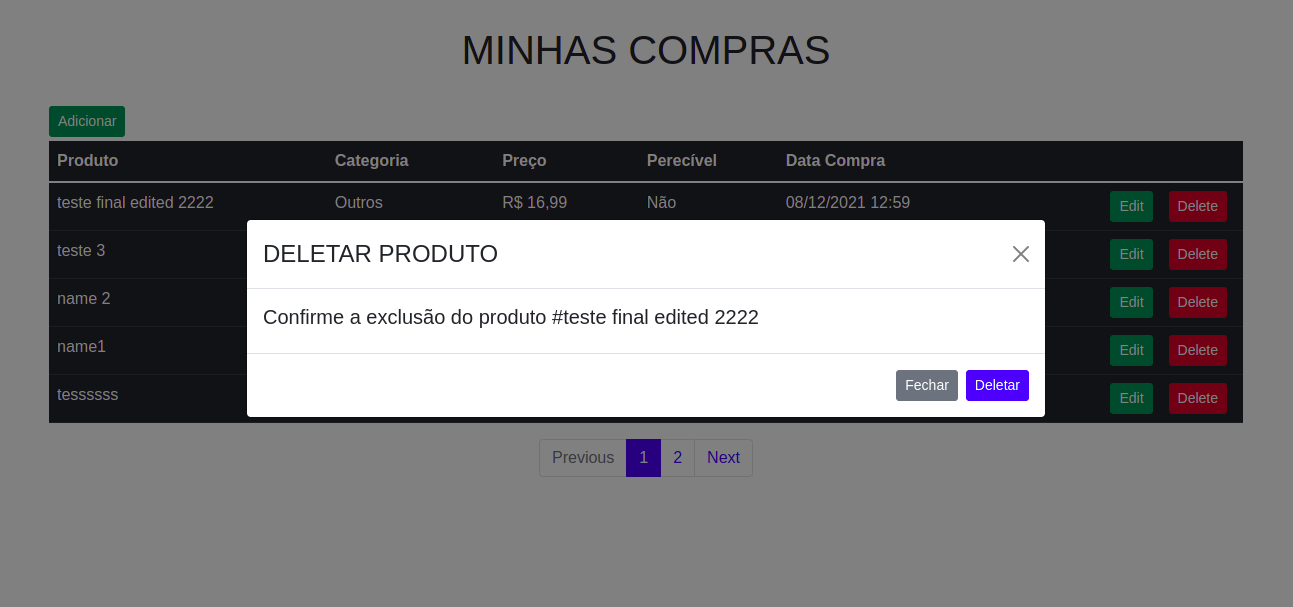 MINHAS COMPRAS
Adicionar
Produto Categoria Preço Perecível Data Compra
teste final edited 2222 Outros R$ 16,99 Não 08/12/2021 12:59 Edit Delete
teste 3 Edit Delete
name 2 Edit Delete
name1 Edit Delete
tessssss Edit Delete
DELETAR PRODUTO
Confirme a exclusão do produto #teste final edited 2222
Fechar Deletar
Previous 1 2 Next